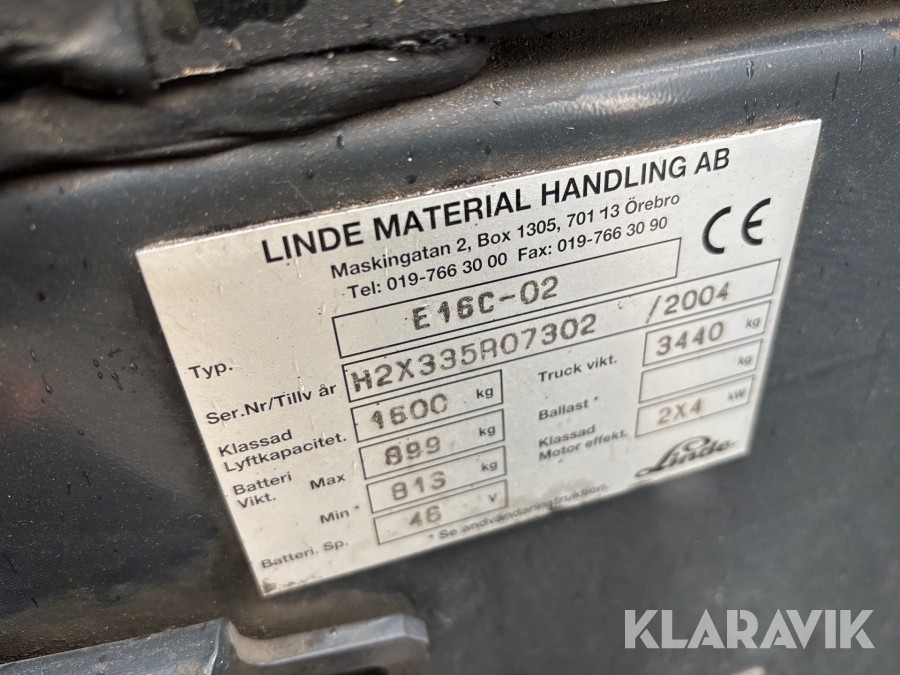 LINDE MATERIAL HANDLING AB
Maskingatan 2, Box 1305, 701 13 Örebro
Tel: 019-766 30 00 Fax: 019-766 30 90
CE
Typ. E16C-02
Ser.Nr/Tillv år H2X335R07302 /2004
Klassad Lyftkapacitet. 1600 kg
Truck vikt. 3440 kg
Batteri Vikt. Max 899 kg
Ballast * kg
Min * 813 kg
Klassad Motor effekt. 2X4 kW
Batteri. Sp. 48 V
* Se användarinstruktion.
Linde
KLARAVIK